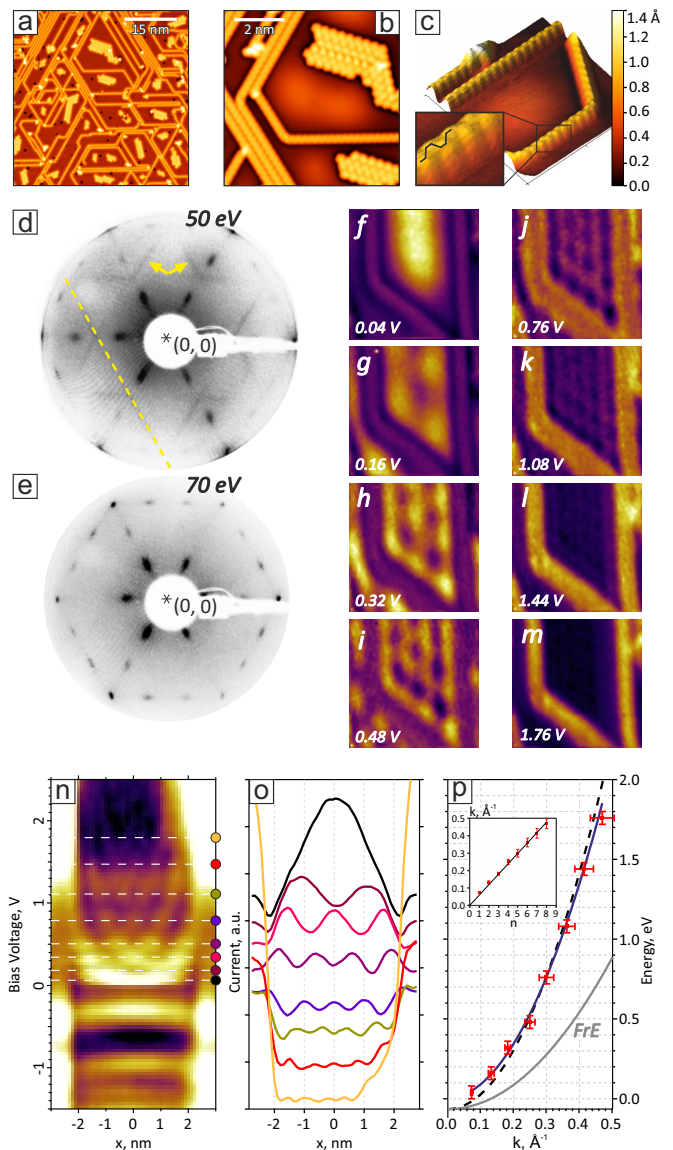 a
15 nm
b
2 nm
c
1.4 Å
1.2
1.0
0.8
0.6
0.4
0.2
0.0
d
50 eV
*(0, 0)
e
70 eV
*(0, 0)
f
0.04 V
g
0.16 V
h
0.32 V
i
0.48 V
j
0.76 V
k
1.08 V
l
1.44 V
m
1.76 V
n
Bias Voltage, V
2
1
0
-1
-2 -1 0 1 2
x, nm
o
Current, a.u.
-2 -1 0 1 2
x, nm
p
k, Å⁻¹
0.5
0.4
0.3
0.2
0.1
0.0
0 1 2 3 4 5 6 7 8 9
n
FrE
2.0
1.5
1.0
0.5
0.0
Energy, eV
0.0 0.1 0.2 0.3 0.4 0.5
k, Å⁻¹